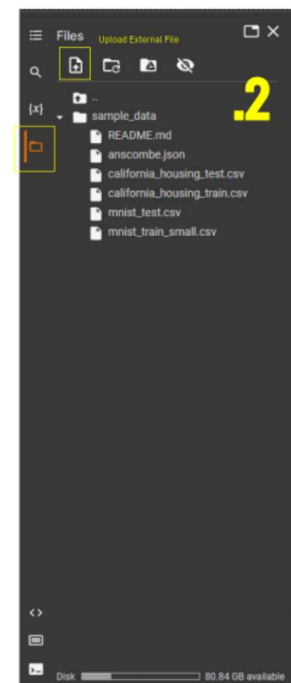 Files Upload External File
.2
{x}
..
sample_data
README.md
anscombe.json
california_housing_test.csv
california_housing_train.csv
mnist_test.csv
mnist_train_small.csv
<>
Disk 80.84 GB available